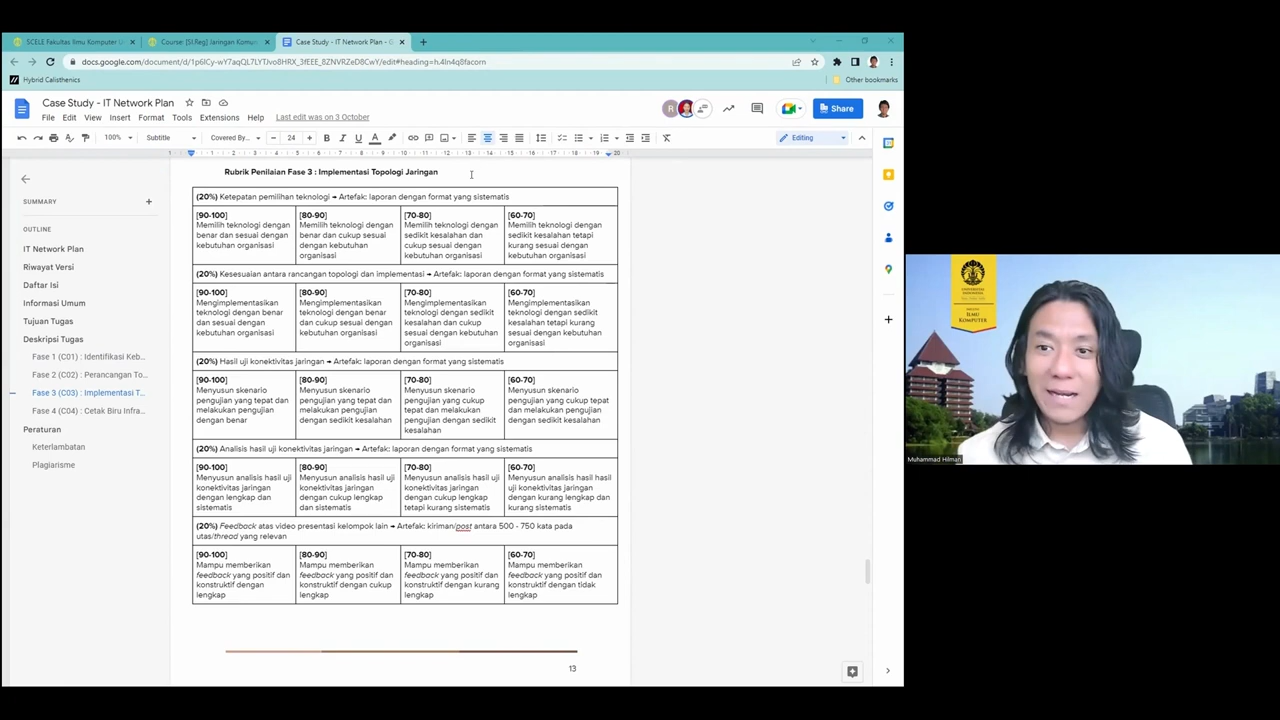 SCELE Fakultas Ilmu Komputer U
Course: [SI.Reg] Jaringan Komun
Case Study - IT Network Plan - G
docs.google.com/document/d/
Hybrid Calisthenics
Other bookmarks
Case Study - IT Network Plan
File Edit View Insert Format Tools Extensions Help Last edit was on 3 October
Share
100% Subtitle Covered By... 24 Editing
SUMMARY
OUTLINE
IT Network Plan
Riwayat Versi
Daftar Isi
Informasi Umum
Tujuan Tugas
Deskripsi Tugas
Fase 1 (C01) : Identifikasi Keb...
Fase 2 (C02) : Perancangan To...
Fase 3 (C03) : Implementasi T...
Fase 4 (C04) : Cetak Biru Infra...
Peraturan
Keterlambatan
Plagiarisme
Rubrik Penilaian Fase 3 : Implementasi Topologi Jaringan
(20%) Ketepatan pemilihan teknologi → Artefak: laporan dengan format yang sistematis
[90-100]
Memilih teknologi dengan
benar dan sesuai dengan
kebutuhan organisasi
[80-90]
Memilih teknologi dengan
benar dan cukup sesuai
dengan kebutuhan
organisasi
[70-80]
Memilih teknologi dengan
sedikit kesalahan dan
cukup sesuai dengan
kebutuhan organisasi
[60-70]
Memilih teknologi dengan
sedikit kesalahan tetapi
kurang sesuai dengan
kebutuhan organisasi
(20%) Kesesuaian antara rancangan topologi dan implementasi → Artefak: laporan dengan format yang sistematis
[90-100]
Mengimplementasikan
teknologi dengan benar
dan sesuai dengan
kebutuhan organisasi
[80-90]
Mengimplementasikan
teknologi dengan benar
dan cukup sesuai dengan
kebutuhan organisasi
[70-80]
Mengimplementasikan
teknologi dengan sedikit
kesalahan dan cukup
sesuai dengan kebutuhan
organisasi
[60-70]
Mengimplementasikan
teknologi dengan sedikit
kesalahan tetapi kurang
sesuai dengan kebutuhan
organisasi
(20%) Hasil uji konektivitas jaringan → Artefak: laporan dengan format yang sistematis
[90-100]
Menyusun skenario
pengujian yang tepat dan
melakukan pengujian
dengan benar
[80-90]
Menyusun skenario
pengujian yang tepat dan
melakukan pengujian
dengan sedikit kesalahan
[70-80]
Menyusun skenario
pengujian yang cukup
tepat dan melakukan
pengujian dengan sedikit
kesalahan
[60-70]
Menyusun skenario
pengujian yang cukup tepat
dan melakukan pengujian
dengan sedikit kesalahan
(20%) Analisis hasil uji konektivitas jaringan → Artefak: laporan dengan format yang sistematis
[90-100]
Menyusun analisis hasil uji
konektivitas jaringan
dengan lengkap dan
sistematis
[80-90]
Menyusun analisis hasil uji
konektivitas jaringan
dengan cukup lengkap
dan sistematis
[70-80]
Menyusun analisis hasil uji
konektivitas jaringan
dengan cukup lengkap
tetapi kurang sistematis
[60-70]
Menyusun analisis hasil hasil
uji konektivitas jaringan
dengan kurang lengkap dan
kurang sistematis
(20%) Feedback atas video presentasi kelompok lain → Artefak: kiriman/post antara 500 - 750 kata pada
utas/thread yang relevan
[90-100]
Mampu memberikan
feedback yang positif dan
konstruktif dengan
lengkap
[80-90]
Mampu memberikan
feedback yang positif dan
konstruktif dengan cukup
lengkap
[70-80]
Mampu memberikan
feedback yang positif dan
konstruktif dengan kurang
lengkap
[60-70]
Mampu memberikan
feedback yang positif dan
konstruktif dengan tidak
lengkap
13
UNIVERSITAS
INDONESIA
ILMU
KOMPUTER
Muhammad Hilman